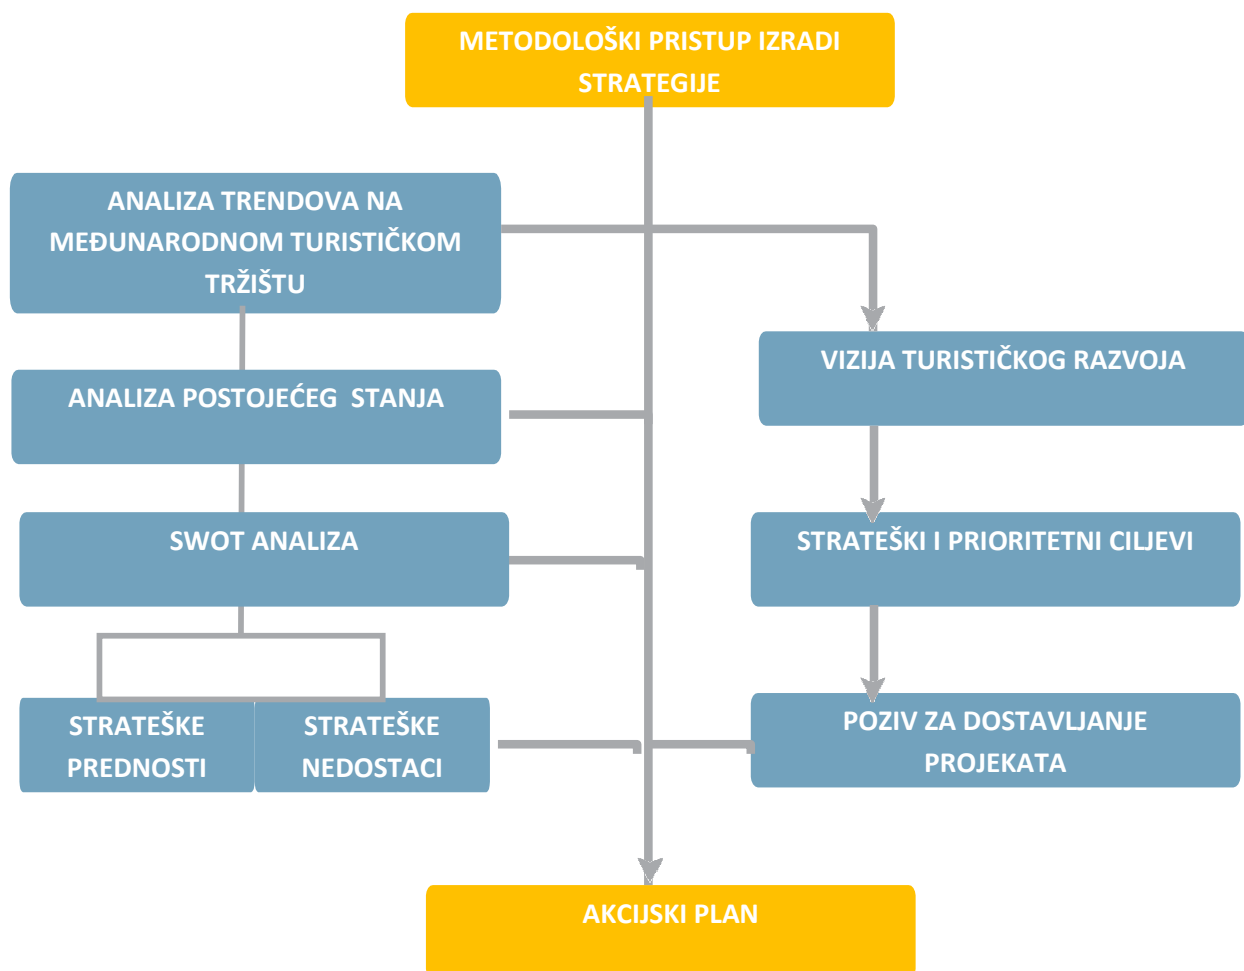 METODOLOŠKI PRISTUP IZRADI
STRATEGIJE
ANALIZA TRENDOVA NA
MEĐUNARODNOM TURISTIČKOM
TRŽIŠTU
ANALIZA POSTOJEĆEG STANJA
SWOT ANALIZA
STRATEŠKE
PREDNOSTI
STRATEŠKE
NEDOSTACI
VIZIJA TURISTIČKOG RAZVOJA
STRATEŠKI I PRIORITETNI CILJEVI
POZIV ZA DOSTAVLJANJE
PROJEKATA
AKCIJSKI PLAN